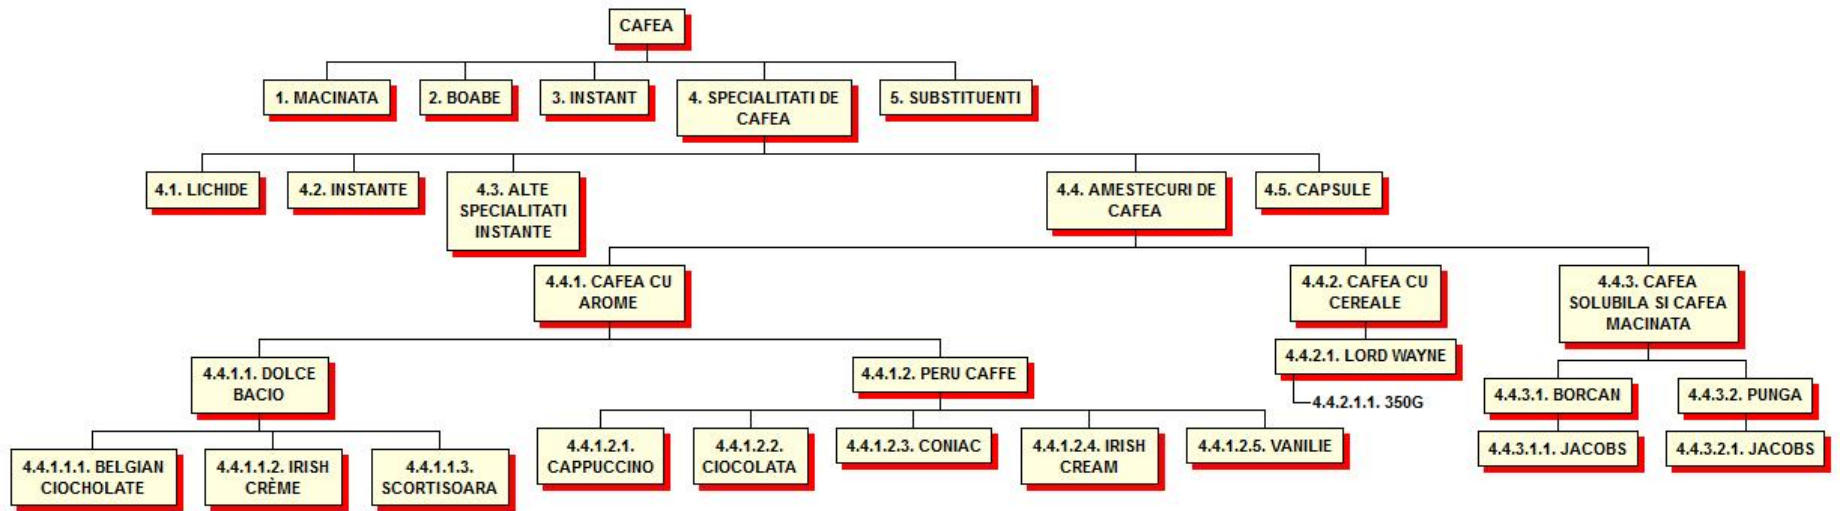 CAFEA
1. MACINATA
2. BOABE
3. INSTANT
4. SPECIALITATI DE
CAFEA
5. SUBSTITUENTI
4.1. LICHIDE
4.2. INSTANTE
4.3. ALTE
SPECIALITATI
INSTANTE
4.4. AMESTECURI DE
CAFEA
4.5. CAPSULE
4.4.1. CAFEA CU
AROME
4.4.2. CAFEA CU
CEREALE
4.4.3. CAFEA
SOLUBILA SI CAFEA
MACINATA
4.4.1.1. DOLCE
BACIO
4.4.1.2. PERU CAFFE
4.4.2.1. LORD WAYNE
4.4.2.1.1. 350G
4.4.3.1. BORCAN
4.4.3.2. PUNGA
4.4.1.1.1. BELGIAN
CIOCHOLATE
4.4.1.1.2. IRISH
CRÈME
4.4.1.1.3.
SCORTISOARA
4.4.1.2.1.
CAPPUCCINO
4.4.1.2.2.
CIOCOLATA
4.4.1.2.3. CONIAC
4.4.1.2.4. IRISH
CREAM
4.4.1.2.5. VANILIE
4.4.3.1.1. JACOBS
4.4.3.2.1. JACOBS